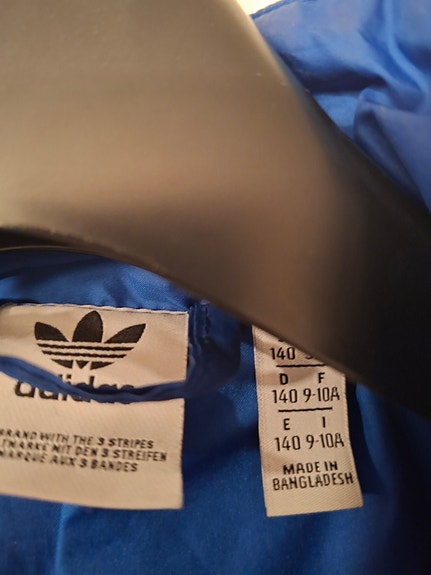 adidas
BRAND WITH THE 3 STRIPES
MARKE MIT DEN 3 STREIFEN
MARQUE AUX 3 BANDES
140
D F
140 9-10A
E I
140 9-10A
MADE IN
BANGLADESH